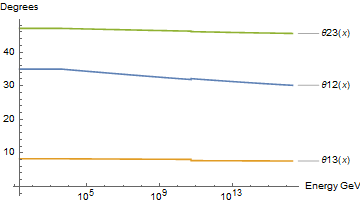 Degrees
40
θ23(x)
30
θ12(x)
20
10
θ13(x)
10^5 10^9 10^13 Energy GeV